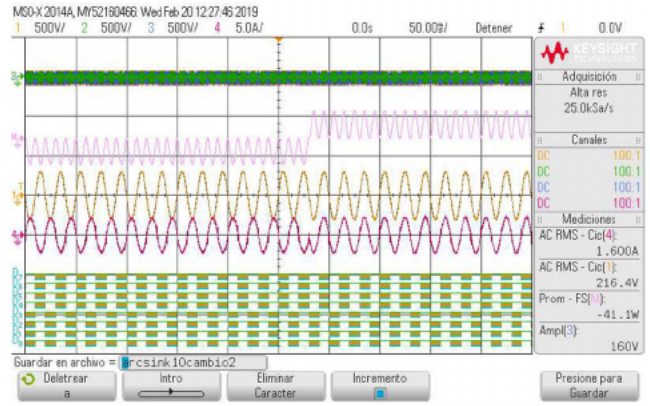 MSO-X 2014A, MY52160466: Wed Feb 20 12:27:46 2019
1 500V/ 2 500V/ 3 500V/ 4 5.0A/ 0.0s 50.00s/ Detener 1 0.0V
KEYSIGHT
TECHNOLOGIES
Adquisición
Alta res
25.0kSa/s
Canales
DC 100:1
DC 100:1
DC 100:1
DC 100:1
Mediciones
AC RMS - Cic(4):
1.600A
AC RMS - Cic(1):
216.4V
Prom - FS(M):
-41.1W
Ampl(3):
160V
Guardar en archivo = rcsink10cambio2
Deletrear
a
Intro
Eliminar
Caracter
Incremento
Presione para
Guardar